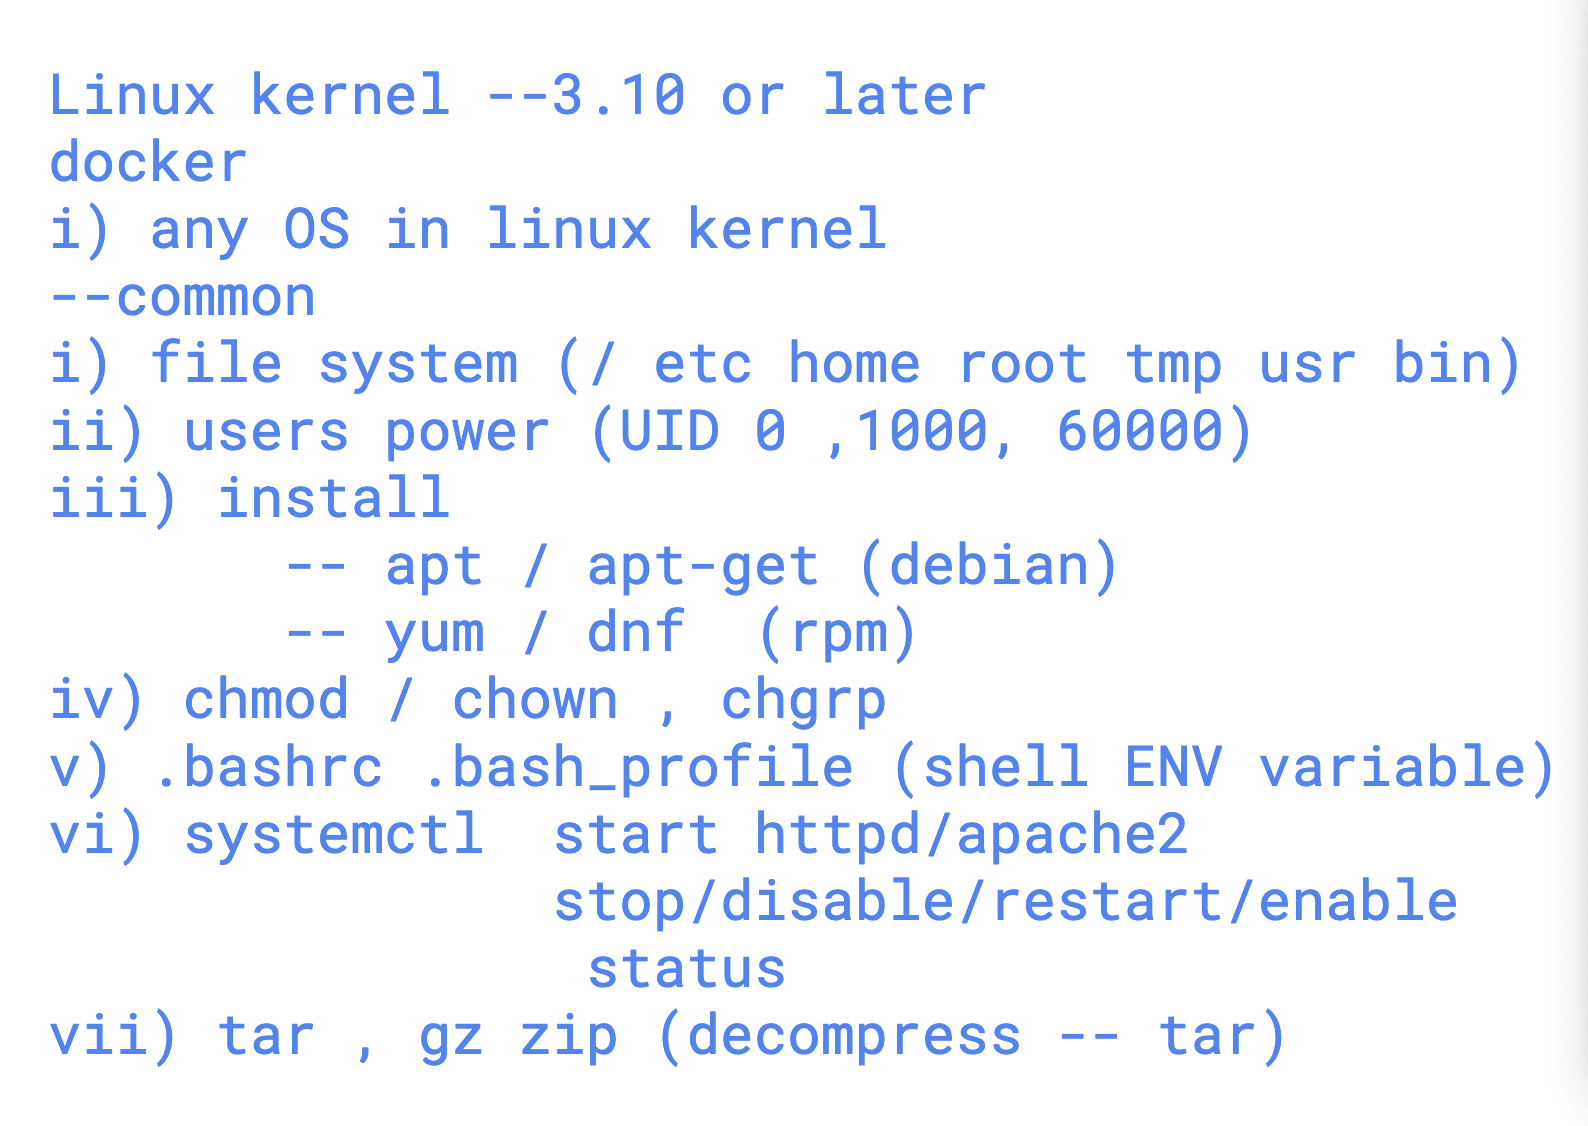 Linux kernel --3.10 or later
docker
i) any OS in linux kernel
--common
i) file system (/ etc home root tmp usr bin)
ii) users power (UID 0 ,1000, 60000)
iii) install
       -- apt / apt-get (debian)
       -- yum / dnf  (rpm)
iv) chmod / chown , chgrp
v) .bashrc .bash_profile (shell ENV variable)
vi) systemctl  start httpd/apache2
               stop/disable/restart/enable
                status
vii) tar , gz zip (decompress -- tar)